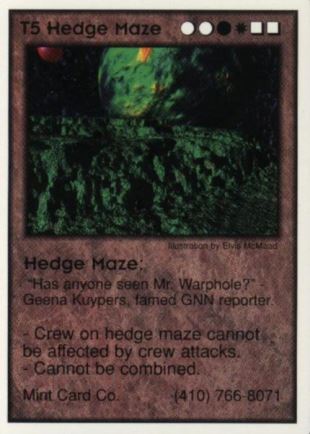 T5 Hedge Maze
Illustration by Elvis McMaad
Hedge Maze:
"Has anyone seen Mr. Warphole?" -
Geena Kuypers, famed GNN reporter.
- Crew on hedge maze cannot
be affected by crew attacks.
- Cannot be combined.
Mint Card Co. (410) 766-8071